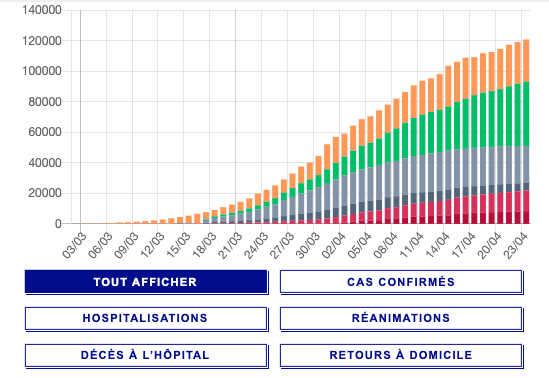 140000
120000
100000
80000
60000
40000
20000
0
03/03 06/03 09/03 12/03 15/03 18/03 21/03 24/03 27/03 30/03 02/04 05/04 08/04 11/04 14/04 17/04 20/04 23/04
TOUT AFFICHER CAS CONFIRMÉS
HOSPITALISATIONS RÉANIMATIONS
DÉCÈS À L'HÔPITAL RETOURS À DOMICILE